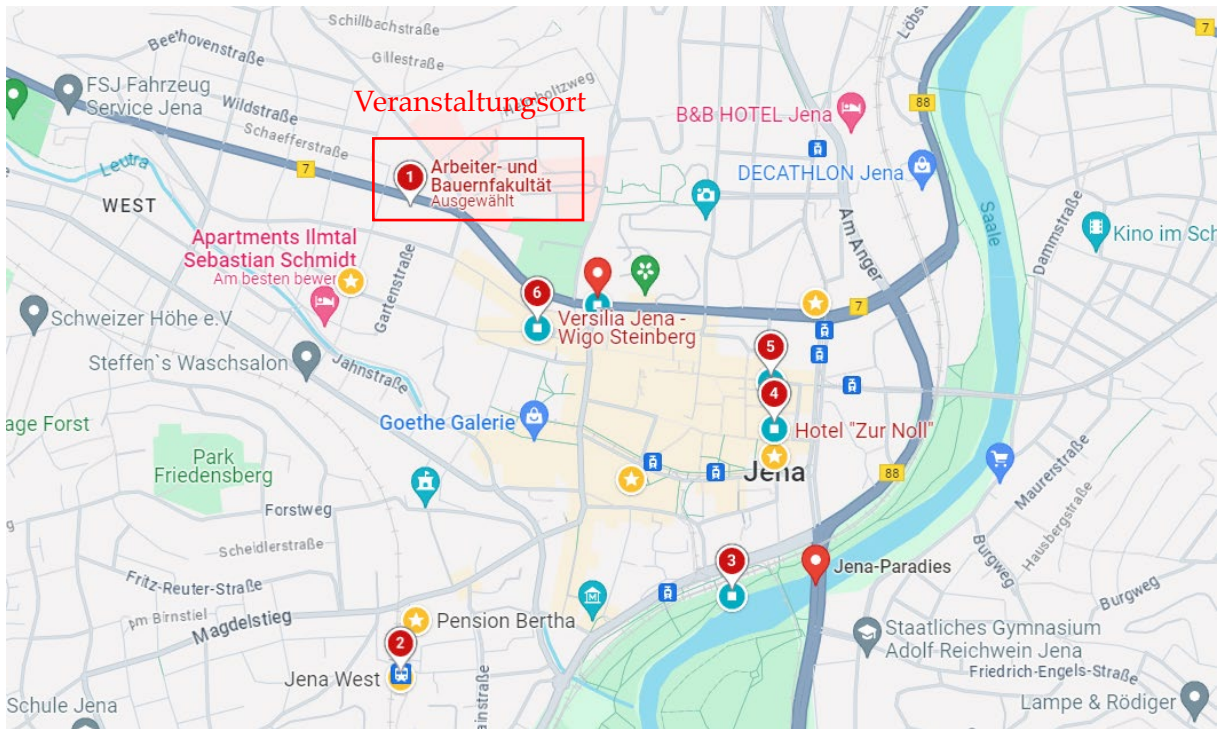 Schillbachstraße
Beethovenstraße
Gillestraße
7
Löbst
FSJ Fahrzeug
Service Jena
Wildstraße
Veranstaltungsort
88
B&B HOTEL Jena
Schaefferstraße
Leutra
7
1
Arbeiter- und
Bauernfakultät
Ausgewählt
DECATHLON Jena
WEST
Am Anger
Saale
Dammstraße
Kino im Sch
Apartments Ilmtal
Sebastian Schmidt
Am besten bewer
Gartenstraße
6
7
Schweizer Höhe e.V
Versilia Jena -
Wigo Steinberg
5
Steffen`s Waschsalon
Jahnstraße
4
age Forst
Goethe Galerie
Hotel "Zur Noll"
Park
Friedensberg
Jena
88
Maurerstraße
Forstweg
Hausbergstraße
Scheidlerstraße
Burgweg
3
Jena-Paradies
Fritz-Reuter-Straße
Burgweg
Am Birnstiel
Magdelstieg
Pension Bertha
M
Staatliches Gymnasium
Adolf Reichwein Jena
2
Friedrich-Engels-Straße
Jena West
Schule Jena
ainstraße
Lampe & Rödiger